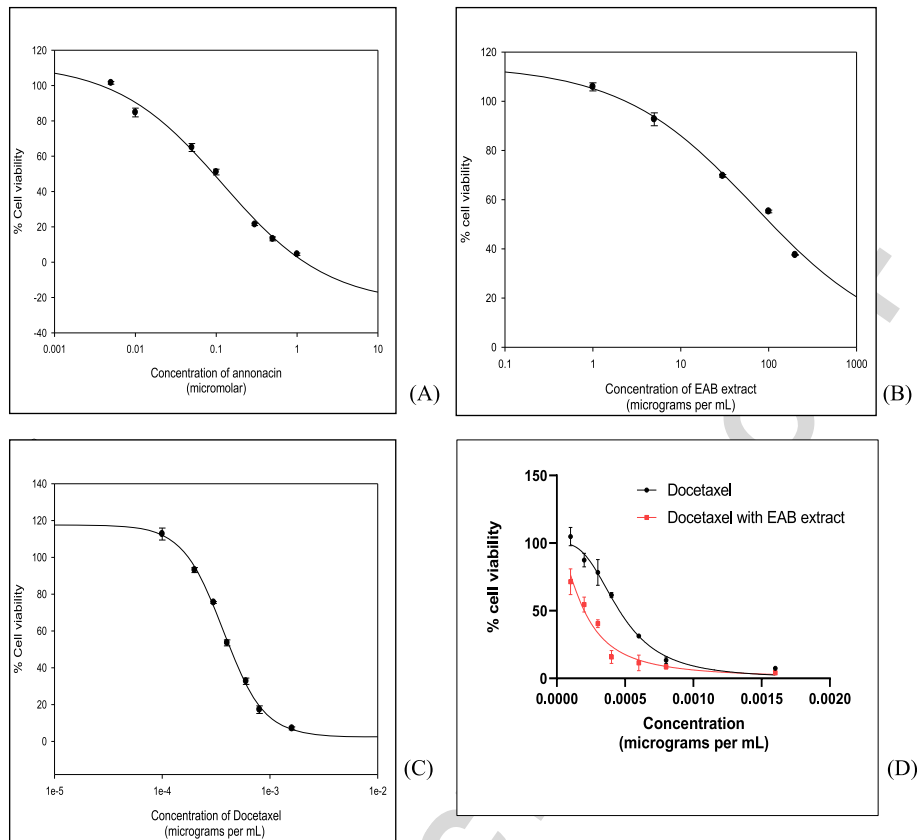 120
100
80
60
40
20
0
-20
-40
% Cell viability
0.001 0.01 0.1 1 10
Concentration of annonacin
(micromolar)
(A)
120
100
80
60
40
20
0
% cell viability
0.1 1 10 100 1000
Concentration of EAB extract
(micrograms per mL)
(B)
140
120
100
80
60
40
20
0
% Cell viability
1e-5 1e-4 1e-3 1e-2
Concentration of Docetaxel
(micrograms per mL)
(C)
150
100
50
0
% cell viability
Docetaxel
Docetaxel with EAB extract
0.0000 0.0005 0.0010 0.0015 0.0020
Concentration
(micrograms per mL)
(D)